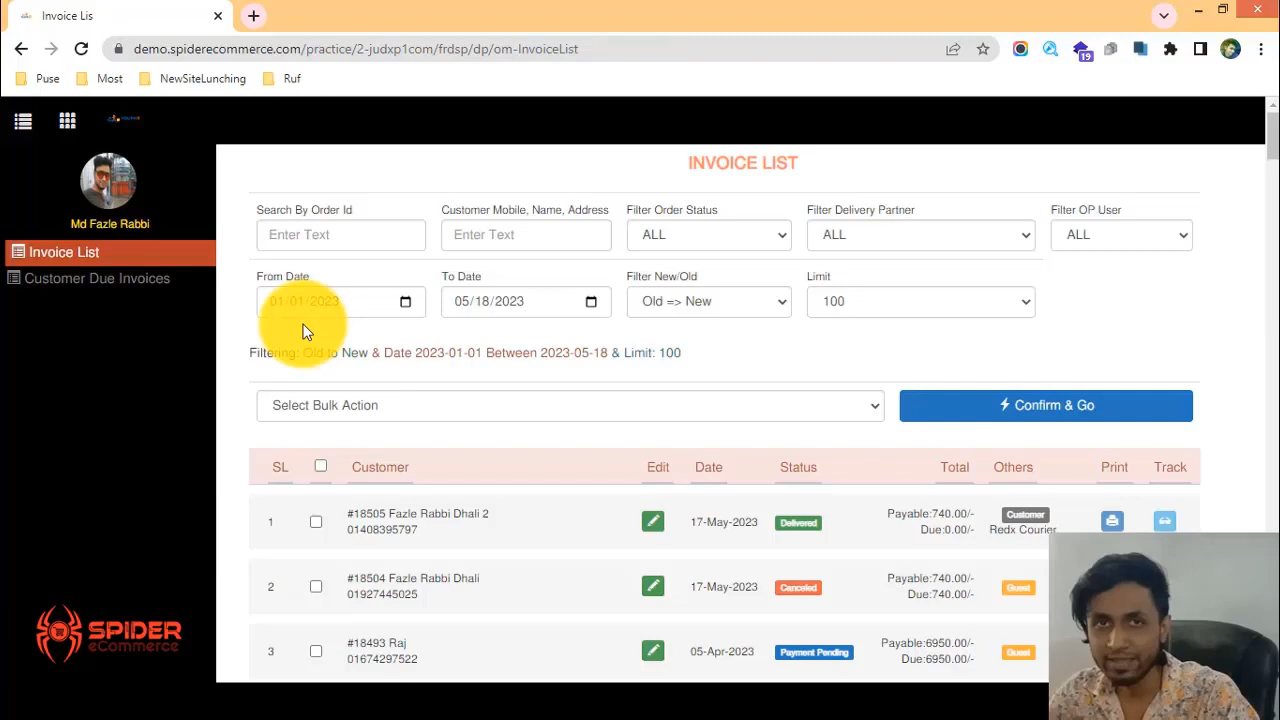 Invoice Lis
demo.spiderecommerce.com/practice/2-judxp1com/frdsp/dp/om-InvoiceList
19
Puse Most NewSiteLunching Ruf
Md Fazle Rabbi
Invoice List
Customer Due Invoices
SPIDER
eCommerce
INVOICE LIST
Search By Order Id Customer Mobile, Name, Address Filter Order Status Filter Delivery Partner Filter OP User
Enter Text Enter Text ALL ALL ALL
From Date To Date Filter New/Old Limit
01/01/2023 05/18/2023 Old => New 100
Filtering: Old to New & Date 2023-01-01 Between 2023-05-18 & Limit: 100
Select Bulk Action Confirm & Go
SL Customer Edit Date Status Total Others Print Track
1 #18505 Fazle Rabbi Dhali 2 17-May-2023 Delivered Payable:740.00/- Customer
01408395797 Due:0.00/- Redx Courier
2 #18504 Fazle Rabbi Dhali 17-May-2023 Canceled Payable:740.00/- Guest
01927445025 Due:740.00/-
3 #18493 Raj 05-Apr-2023 Payment Pending Payable:6950.00/- Guest
01674297522 Due:6950.00/-